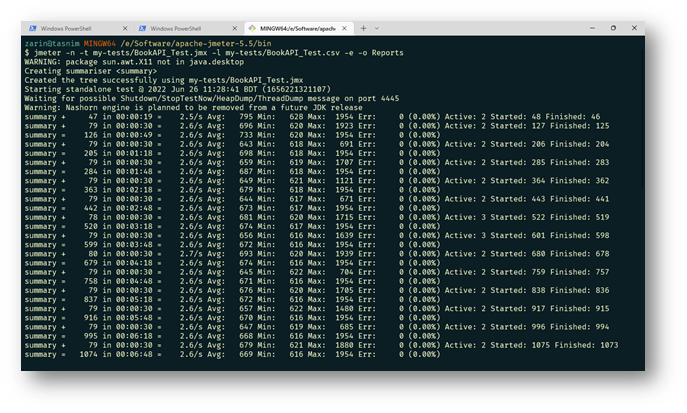 Windows PowerShell
Windows PowerShell
MINGW64:/e/Software/apache-jme
zarin@tasnim MINGW64 /e/Software/apache-jmeter-5.5/bin
$ jmeter -n -t my-tests/BookAPI_Test.jmx -l my-tests/BookAPI_Test.csv -e -o Reports
WARNING: package sun.awt.X11 not in java.desktop
Creating summariser <summary>
Created the tree successfully using my-tests/BookAPI_Test.jmx
Starting standalone test @ 2022 Jun 26 11:28:41 BDT (1656221321107)
Waiting for possible Shutdown/StopTestNow/HeapDump/ThreadDump message on port 4445
Warning: Nashorn engine is planned to be removed from a future JDK release
summary + 47 in 00:00:19 = 2.5/s Avg: 795 Min: 628 Max: 1954 Err: 0 (0.00%) Active: 2 Started: 48 Finished: 46
summary + 79 in 00:00:30 = 2.6/s Avg: 696 Min: 620 Max: 1923 Err: 0 (0.00%) Active: 2 Started: 127 Finished: 125
summary = 126 in 00:00:49 = 2.6/s Avg: 733 Min: 620 Max: 1954 Err: 0 (0.00%)
summary + 79 in 00:00:30 = 2.6/s Avg: 643 Min: 618 Max: 691 Err: 0 (0.00%) Active: 2 Started: 206 Finished: 204
summary = 205 in 00:01:18 = 2.6/s Avg: 698 Min: 618 Max: 1954 Err: 0 (0.00%)
summary + 79 in 00:00:30 = 2.6/s Avg: 659 Min: 619 Max: 1707 Err: 0 (0.00%) Active: 2 Started: 285 Finished: 283
summary = 284 in 00:01:48 = 2.6/s Avg: 687 Min: 618 Max: 1954 Err: 0 (0.00%)
summary + 79 in 00:00:30 = 2.6/s Avg: 649 Min: 621 Max: 1121 Err: 0 (0.00%) Active: 2 Started: 364 Finished: 362
summary = 363 in 00:02:18 = 2.6/s Avg: 679 Min: 618 Max: 1954 Err: 0 (0.00%)
summary + 79 in 00:00:30 = 2.6/s Avg: 644 Min: 617 Max: 671 Err: 0 (0.00%) Active: 2 Started: 443 Finished: 441
summary = 442 in 00:02:48 = 2.6/s Avg: 673 Min: 617 Max: 1954 Err: 0 (0.00%)
summary + 78 in 00:00:30 = 2.6/s Avg: 681 Min: 620 Max: 1715 Err: 0 (0.00%) Active: 3 Started: 522 Finished: 519
summary = 520 in 00:03:18 = 2.6/s Avg: 674 Min: 617 Max: 1954 Err: 0 (0.00%)
summary + 79 in 00:00:30 = 2.6/s Avg: 656 Min: 616 Max: 1639 Err: 0 (0.00%) Active: 3 Started: 601 Finished: 598
summary = 599 in 00:03:48 = 2.6/s Avg: 672 Min: 616 Max: 1954 Err: 0 (0.00%)
summary + 80 in 00:00:30 = 2.7/s Avg: 693 Min: 620 Max: 1939 Err: 0 (0.00%) Active: 2 Started: 680 Finished: 678
summary = 679 in 00:04:18 = 2.6/s Avg: 674 Min: 616 Max: 1954 Err: 0 (0.00%)
summary + 79 in 00:00:30 = 2.6/s Avg: 645 Min: 622 Max: 704 Err: 0 (0.00%) Active: 2 Started: 759 Finished: 757
summary = 758 in 00:04:48 = 2.6/s Avg: 671 Min: 616 Max: 1954 Err: 0 (0.00%)
summary + 79 in 00:00:30 = 2.6/s Avg: 676 Min: 620 Max: 1705 Err: 0 (0.00%) Active: 2 Started: 838 Finished: 836
summary = 837 in 00:05:18 = 2.6/s Avg: 672 Min: 616 Max: 1954 Err: 0 (0.00%)
summary + 79 in 00:00:30 = 2.6/s Avg: 657 Min: 622 Max: 1480 Err: 0 (0.00%) Active: 2 Started: 917 Finished: 915
summary = 916 in 00:05:48 = 2.6/s Avg: 670 Min: 616 Max: 1954 Err: 0 (0.00%)
summary + 79 in 00:00:30 = 2.6/s Avg: 647 Min: 619 Max: 685 Err: 0 (0.00%) Active: 2 Started: 996 Finished: 994
summary = 995 in 00:06:18 = 2.6/s Avg: 668 Min: 616 Max: 1954 Err: 0 (0.00%)
summary + 79 in 00:00:30 = 2.6/s Avg: 679 Min: 621 Max: 1880 Err: 0 (0.00%) Active: 2 Started: 1075 Finished: 1073
summary = 1074 in 00:06:48 = 2.6/s Avg: 669 Min: 616 Max: 1954 Err: 0 (0.00%)